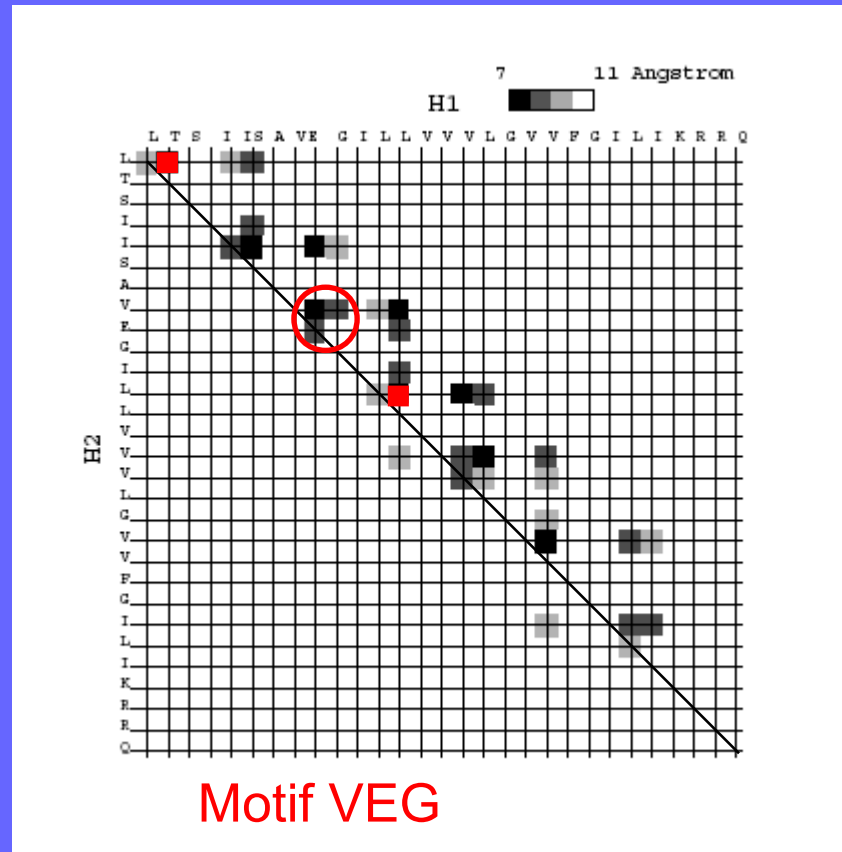 7 11 Angstrom
H1
L T S I I S A V E G I L L V V V L G V V F G I L I K R R Q
L
T
S
I
I
S
A
V
E
G
I
L
L
V
V
V
L
G
V
V
F
G
I
L
I
K
R
R
Q
H2
Motif VEG